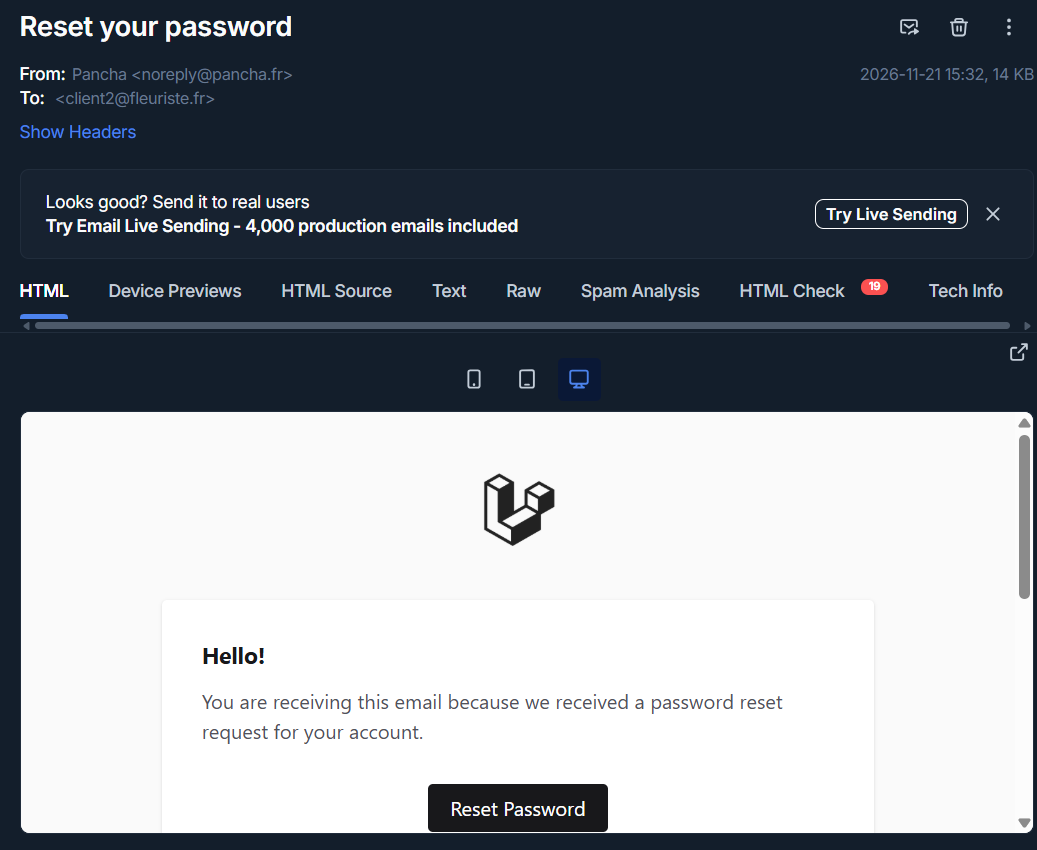 Reset your password
From: Pancha <noreply@pancha.fr>
2026-11-21 15:32, 14 KB
To: <client2@fleuriste.fr>
Show Headers
Looks good? Send it to real users
Try Email Live Sending - 4,000 production emails included
Try Live Sending
HTML
Device Previews
HTML Source
Text
Raw
Spam Analysis
HTML Check
19
Tech Info
Hello!
You are receiving this email because we received a password reset
request for your account.
Reset Password